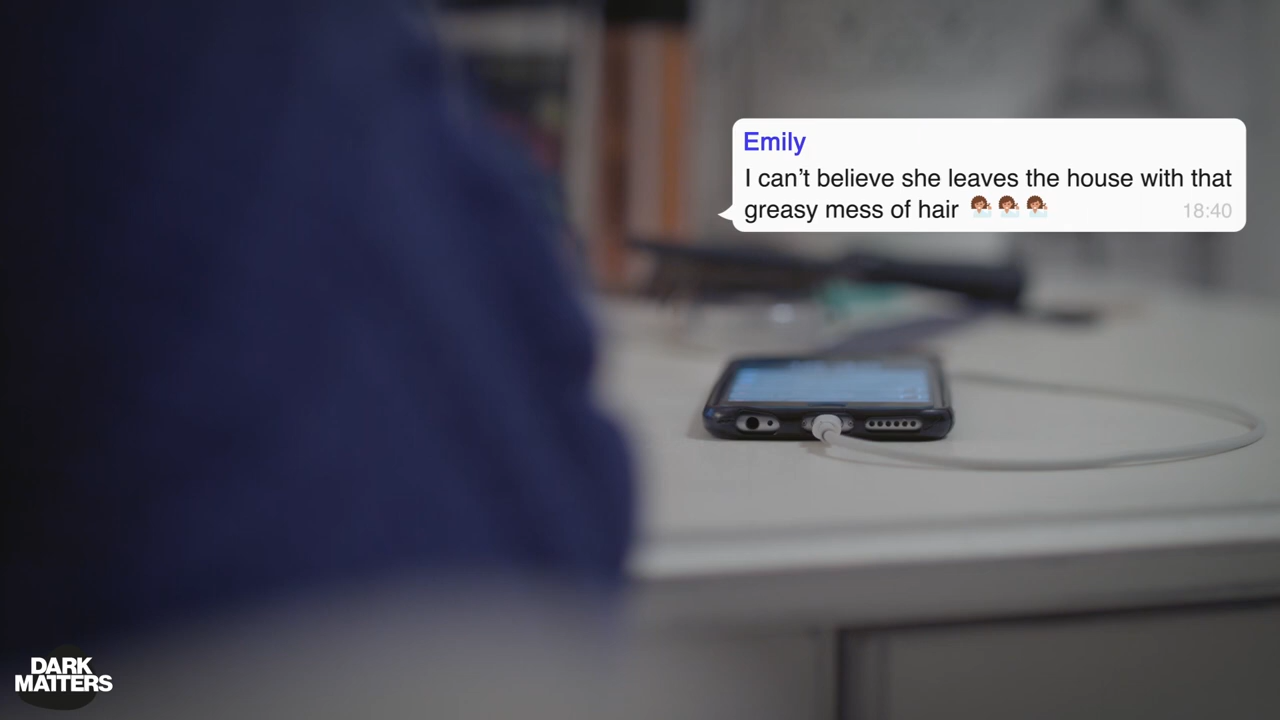 Emily
I can’t believe she leaves the house with that
greasy mess of hair 💇🏾‍♀️💇🏾‍♀️💇🏾‍♀️
18:40
DARK
MATTERS